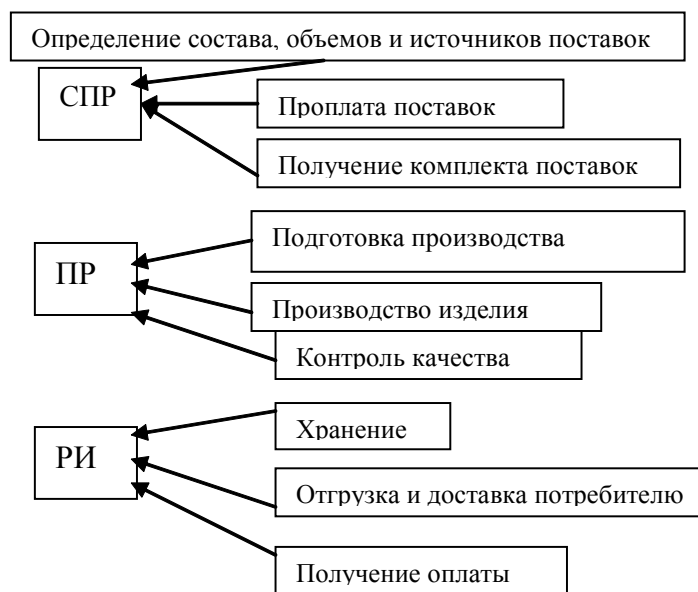 Определение состава, объемов и источников поставок
СПР
Проплата поставок
Получение комплекта поставок
Подготовка производства
ПР
Производство изделия
Контроль качества
Хранение
РИ
Отгрузка и доставка потребителю
Получение оплаты